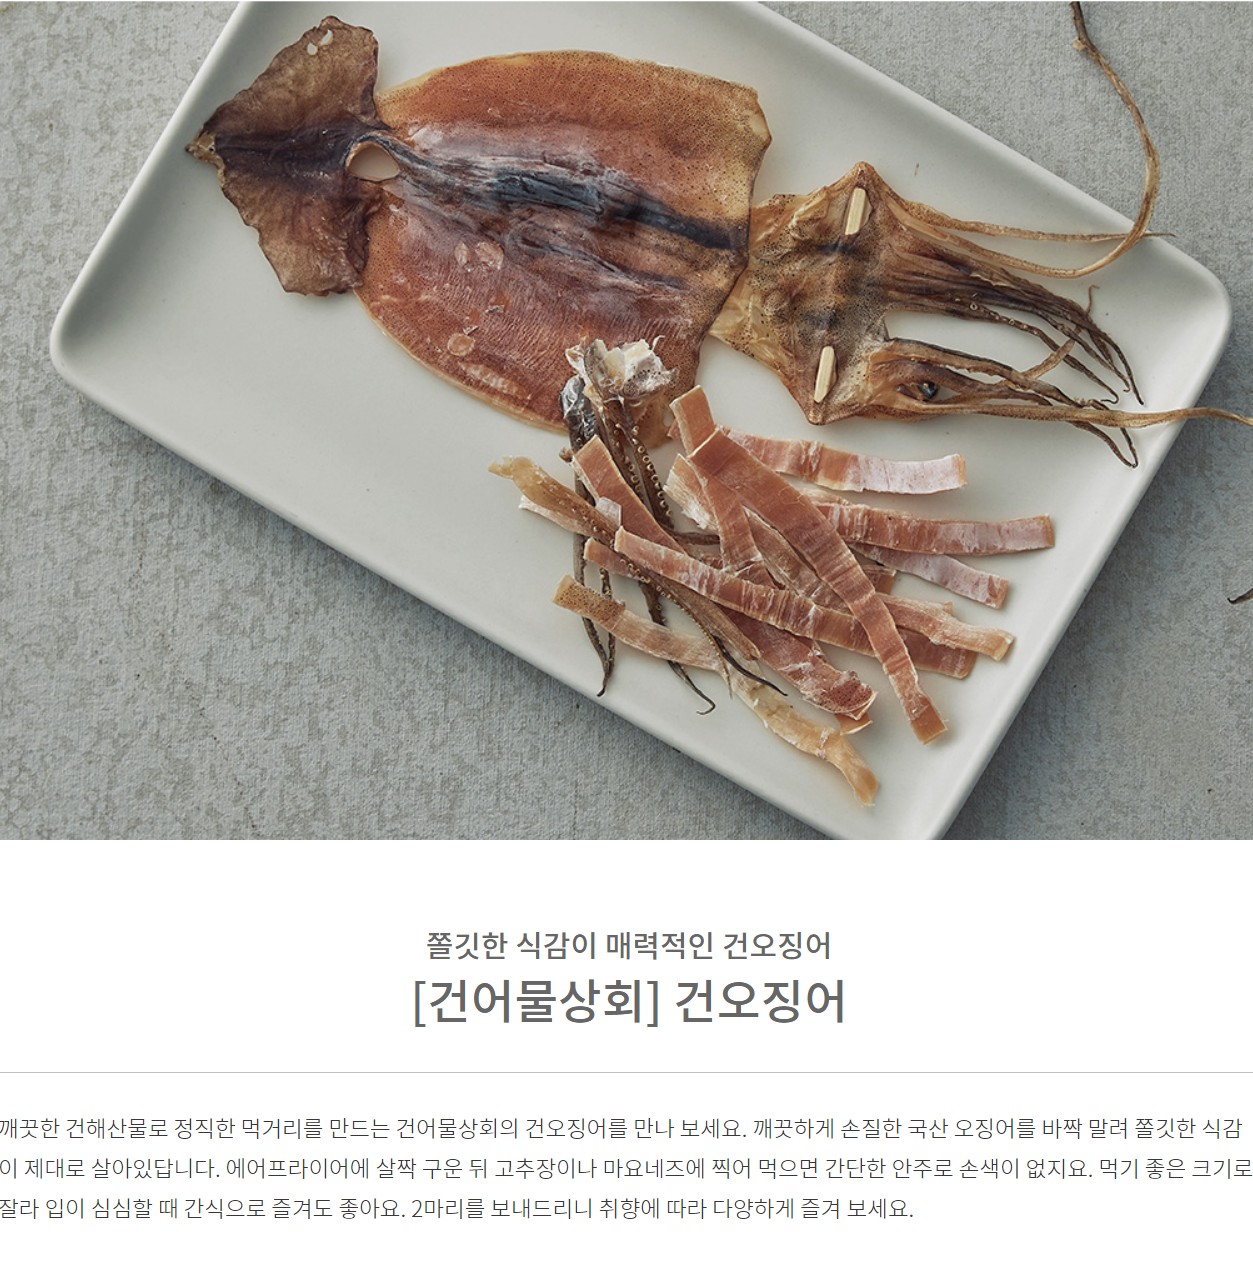 쫄깃한 식감이 매력적인 건오징어
[건어물상회] 건오징어
깨끗한 건해산물로 정직한 먹거리를 만드는 건어물상회의 건오징어를 만나 보세요. 깨끗하게 손질한 국산 오징어를 바짝 말려 쫄깃한 식감
이 제대로 살아있답니다. 에어프라이어에 살짝 구운 뒤 고추장이나 마요네즈에 찍어 먹으면 간단한 안주로 손색이 없지요. 먹기 좋은 크기로
잘라 입이 심심할 때 간식으로 즐겨도 좋아요. 2마리를 보내드리니 취향에 따라 다양하게 즐겨 보세요.